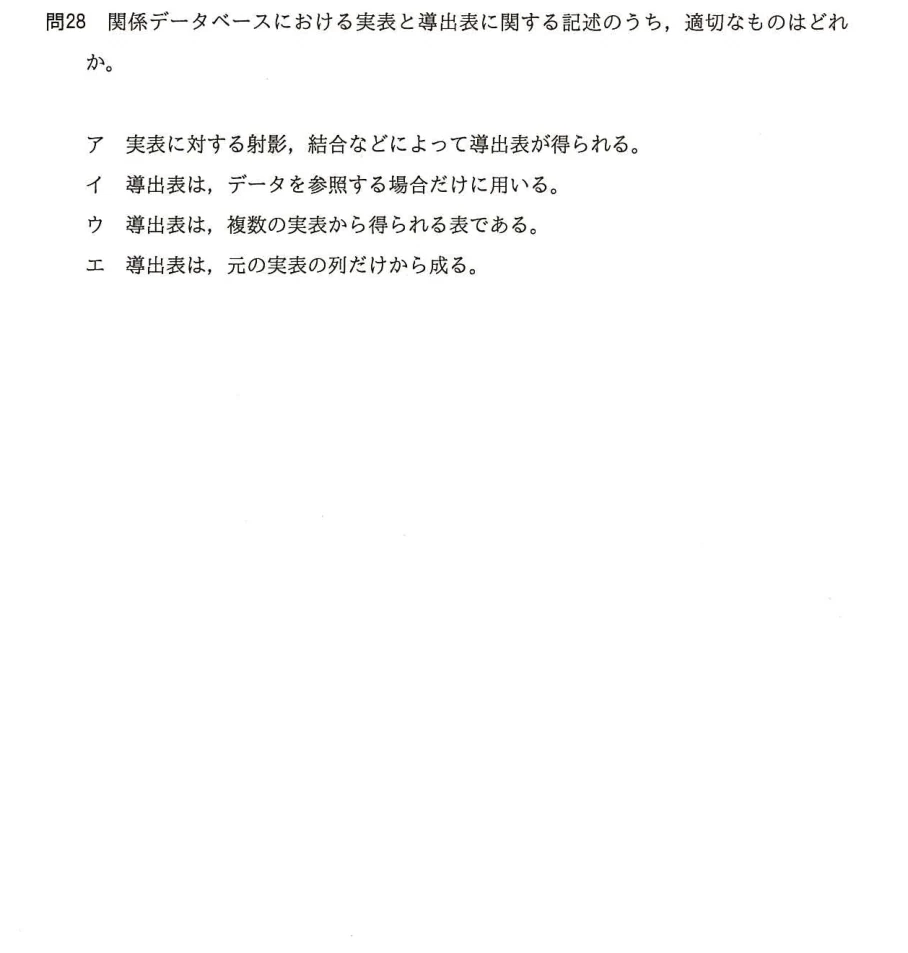 問28 関係データベースにおける実表と導出表に関する記述のうち，適切なものはどれ
か。
ア 実表に対する射影，結合などによって導出表が得られる。
イ 導出表は，データを参照する場合だけに用いる。
ウ 導出表は，複数の実表から得られる表である。
エ 導出表は，元の実表の列だけから成る。